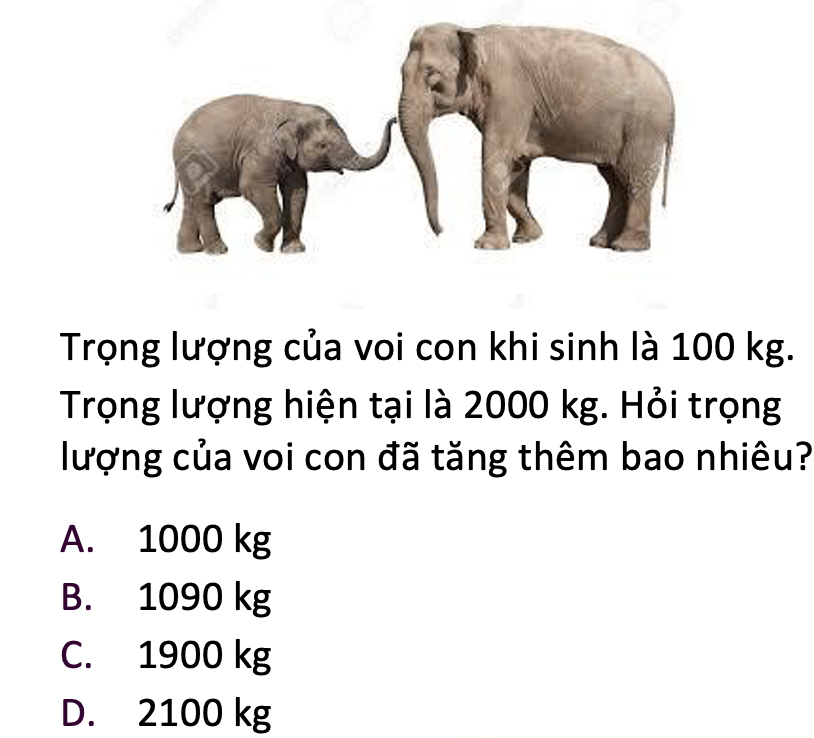 Trọng lượng của voi con khi sinh là 100 kg.
Trọng lượng hiện tại là 2000 kg. Hỏi trọng
lượng của voi con đã tăng thêm bao nhiêu?
A. 1000 kg
B. 1090 kg
C. 1900 kg
D. 2100 kg